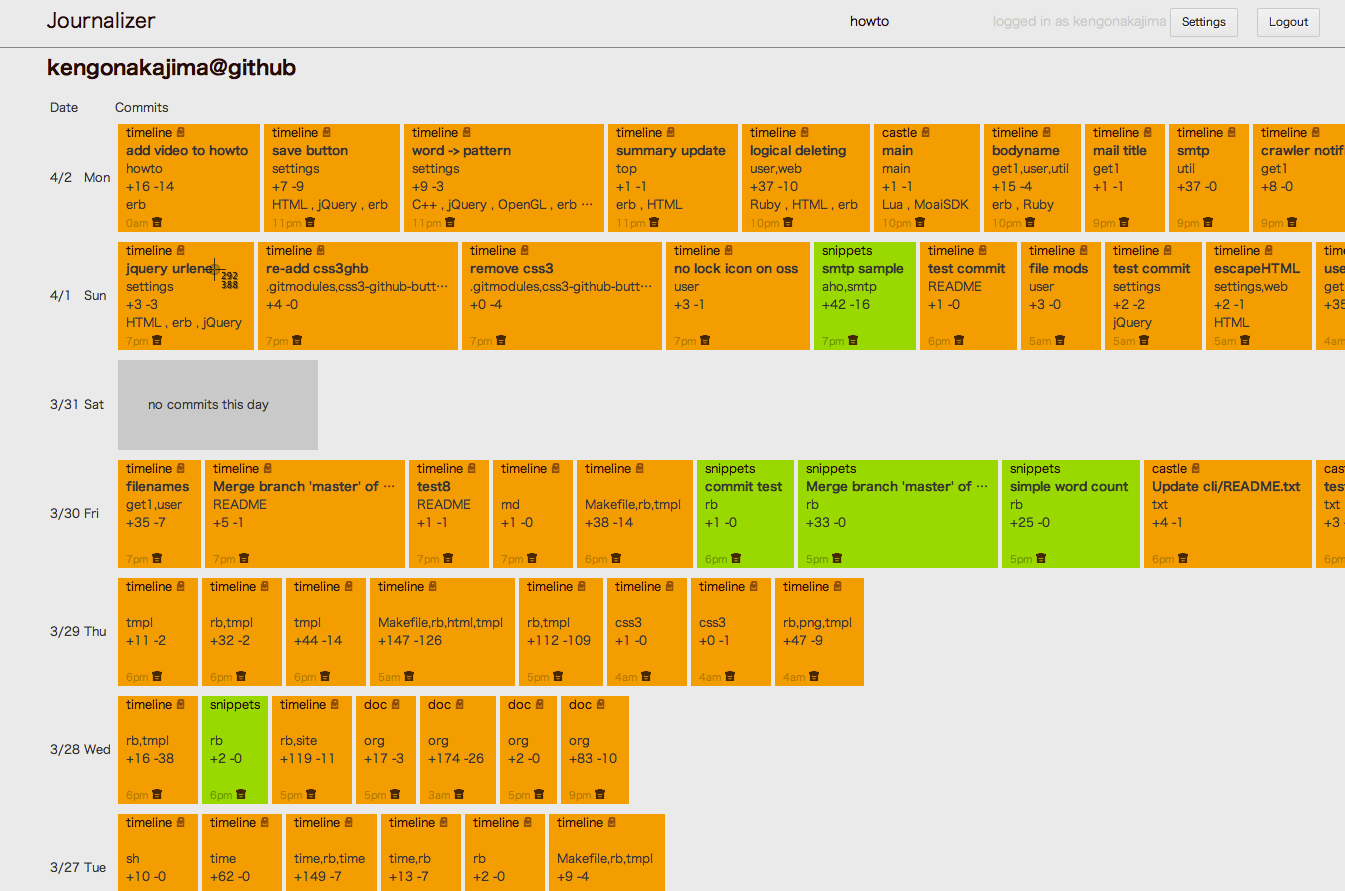 Journalizer
howto
logged in as kengonakajima
Settings
Logout
kengonakajima@github
Date
Commits
4/2 Mon
timeline
add video to howto
howto
+16 -14
erb
0am
timeline
save button
settings
+7 -9
HTML , jQuery , erb
11pm
timeline
word -> pattern
settings
+9 -3
C++ , jQuery , OpenGL , erb ...
11pm
timeline
summary update
top
+1 -1
erb , HTML
11pm
timeline
logical deleting
user,web
+37 -10
Ruby , HTML , erb
10pm
castle
main
main
+1 -1
Lua , MoaiSDK
10pm
timeline
bodyname
get1,user,util
+15 -4
erb , Ruby
10pm
timeline
mail title
get1
+1 -1
9pm
timeline
smtp
util
+37 -0
9pm
timeline
crawler notif
get1
+8 -0
9pm
4/1 Sun
timeline
jquery urlenc
292
388
settings
+3 -3
HTML , erb , jQuery
7pm
timeline
re-add css3ghb
.gitmodules,css3-github-butt...
+4 -0
7pm
timeline
remove css3
.gitmodules,css3-github-butt...
+0 -4
7pm
timeline
no lock icon on oss
user
+3 -1
7pm
snippets
smtp sample
aho,smtp
+42 -16
7pm
timeline
test commit
README
+1 -0
6pm
timeline
file mods
user
+3 -0
5am
timeline
test commit
settings
+2 -2
jQuery
5am
timeline
escapeHTML
settings,web
+2 -1
HTML
5am
time
use
get
+35
4am
3/31 Sat
no commits this day
3/30 Fri
timeline
filenames
get1,user
+35 -7
7pm
timeline
Merge branch 'master' of ...
README
+5 -1
7pm
timeline
test8
README
+1 -1
7pm
timeline
md
+1 -0
7pm
timeline
Makefile,rb,tmpl
+38 -14
6pm
snippets
commit test
rb
+1 -0
6pm
snippets
Merge branch 'master' of ...
rb
+33 -0
5pm
snippets
simple word count
rb
+25 -0
5pm
castle
Update cli/README.txt
txt
+4 -1
6pm
cast
test
txt
+3
6pm
3/29 Thu
timeline
tmpl
+11 -2
6pm
timeline
rb,tmpl
+32 -2
6pm
timeline
tmpl
+44 -14
6pm
timeline
Makefile,rb,html,tmpl
+147 -126
5am
timeline
rb,tmpl
+112 -109
5pm
timeline
css3
+1 -0
4am
timeline
css3
+0 -1
4am
timeline
rb,png,tmpl
+47 -9
4am
3/28 Wed
timeline
rb,tmpl
+16 -38
6pm
snippets
rb
+2 -0
6pm
timeline
rb,site
+119 -11
5pm
doc
org
+17 -3
5pm
doc
org
+174 -26
3am
doc
org
+2 -0
5pm
doc
org
+83 -10
9pm
3/27 Tue
timeline
sh
+10 -0
timeline
time
+62 -0
timeline
time,rb,time
+149 -7
timeline
time,rb
+13 -7
timeline
rb
+2 -0
timeline
Makefile,rb,tmpl
+9 -4